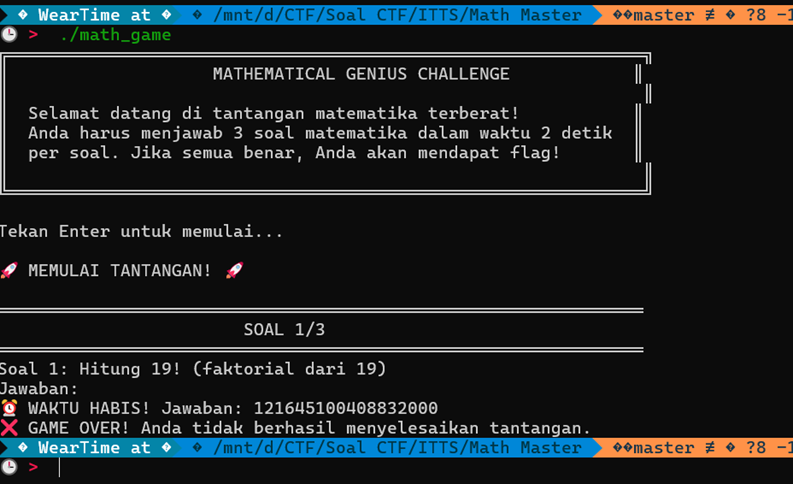 WearTime at /mnt/d/CTF/Soal CTF/ITTS/Math Master master ≢ ?8 ~1
> ./math_game
MATHEMATICAL GENIUS CHALLENGE
Selamat datang di tantangan matematika terberat!
Anda harus menjawab 3 soal matematika dalam waktu 2 detik
per soal. Jika semua benar, Anda akan mendapat flag!
Tekan Enter untuk memulai...
🚀 MEMULAI TANTANGAN! 🚀
SOAL 1/3
Soal 1: Hitung 19! (faktorial dari 19)
Jawaban:
⏰ WAKTU HABIS! Jawaban: 121645100408832000
❌ GAME OVER! Anda tidak berhasil menyelesaikan tantangan.
WearTime at /mnt/d/CTF/Soal CTF/ITTS/Math Master master ≢ ?8 ~1
>